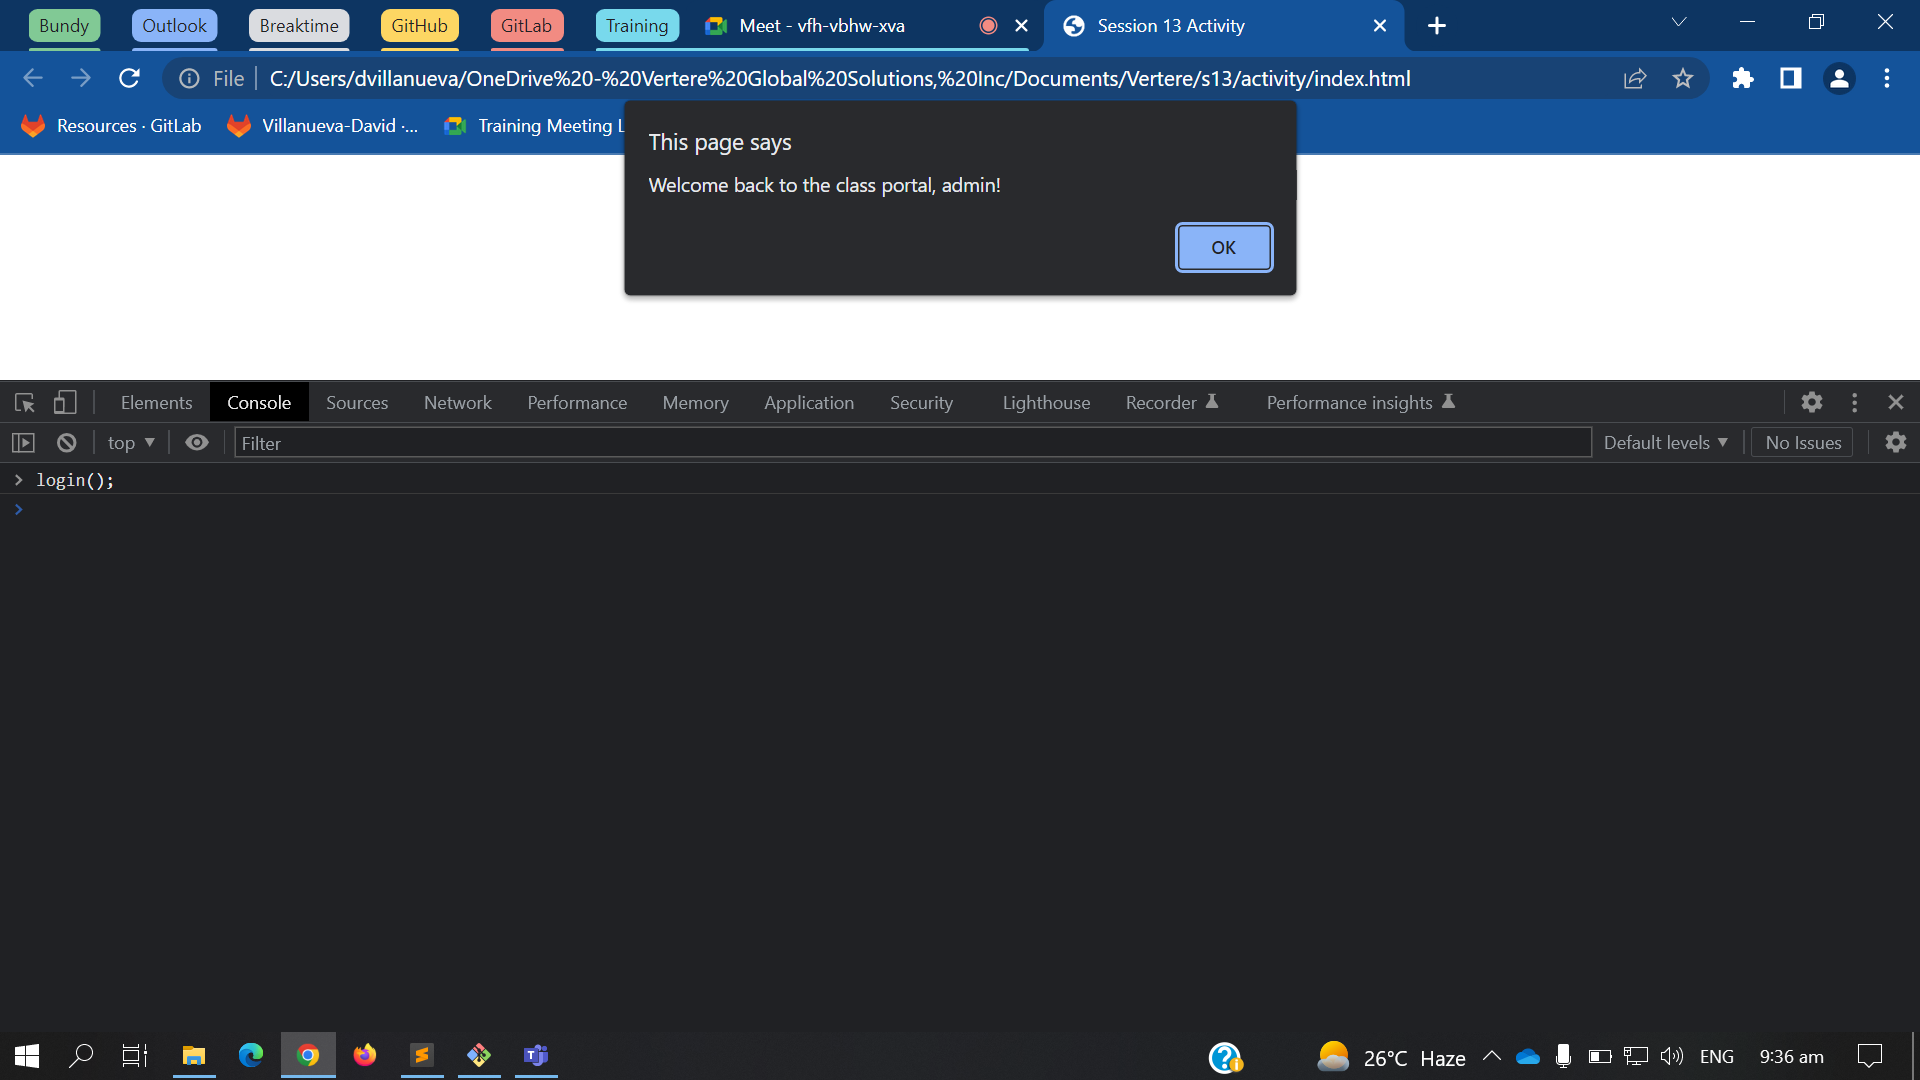 Bundy
Outlook
Breaktime
GitHub
GitLab
Training
Meet - vfh-vbhw-xva
Session 13 Activity
File
C:/Users/dvillanueva/OneDrive%20-%20Vertere%20Global%20Solutions,%20Inc/Documents/Vertere/s13/activity/index.html
Resources · GitLab
Villanueva-David ·...
Training Meeting L
This page says
Welcome back to the class portal, admin!
OK
Elements
Console
Sources
Network
Performance
Memory
Application
Security
Lighthouse
Recorder
Performance insights
top
Filter
Default levels
No Issues
login();
26°C Haze
ENG
9:36 am